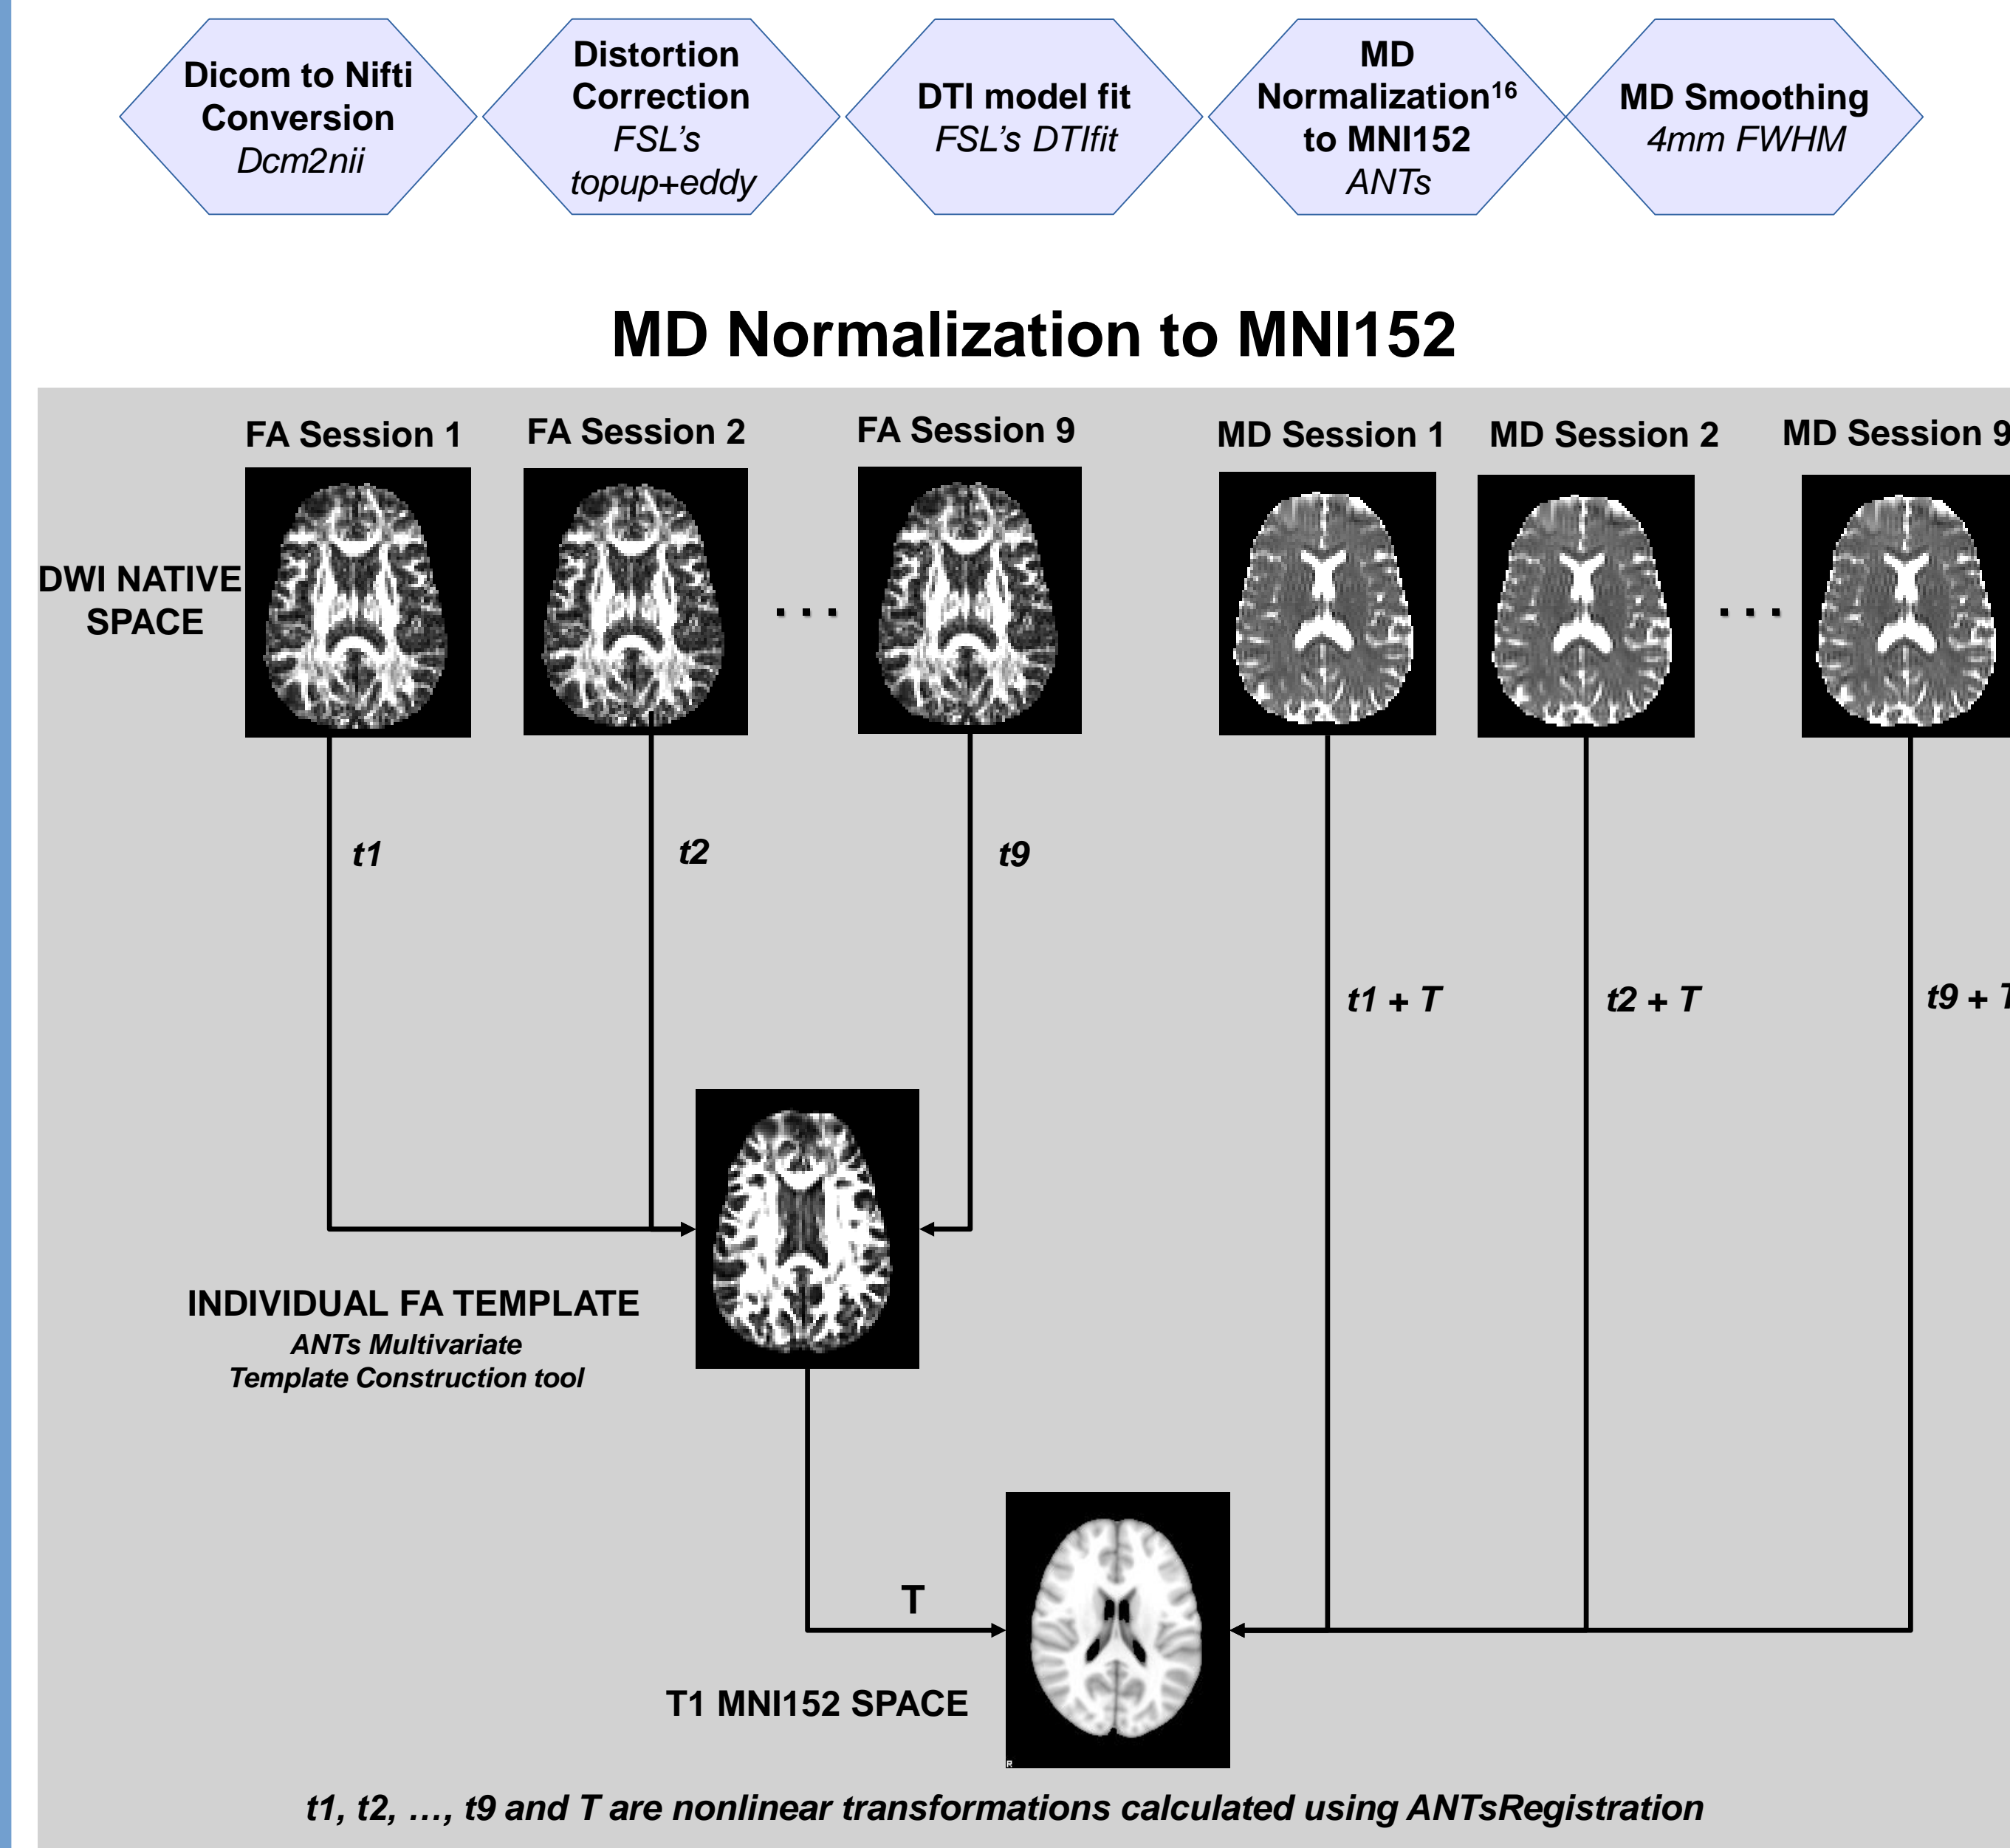 Dicom to Nifti
Conversion
Dcm2nii
Distortion
Correction
FSL’s
topup+eddy
DTI model fit
FSL’s DTIfit
MD
Normalization¹⁶
to MNI152
ANTs
MD Smoothing
4mm FWHM
MD Normalization to MNI152
FA Session 1
FA Session 2
FA Session 9
MD Session 1
MD Session 2
MD Session 9
DWI NATIVE
SPACE
. . .
. . .
t1
t2
t9
t1 + T
t2 + T
t9 + T
INDIVIDUAL FA TEMPLATE
ANTs Multivariate
Template Construction tool
T
T1 MNI152 SPACE
R
t1, t2, …, t9 and T are nonlinear transformations calculated using ANTsRegistration